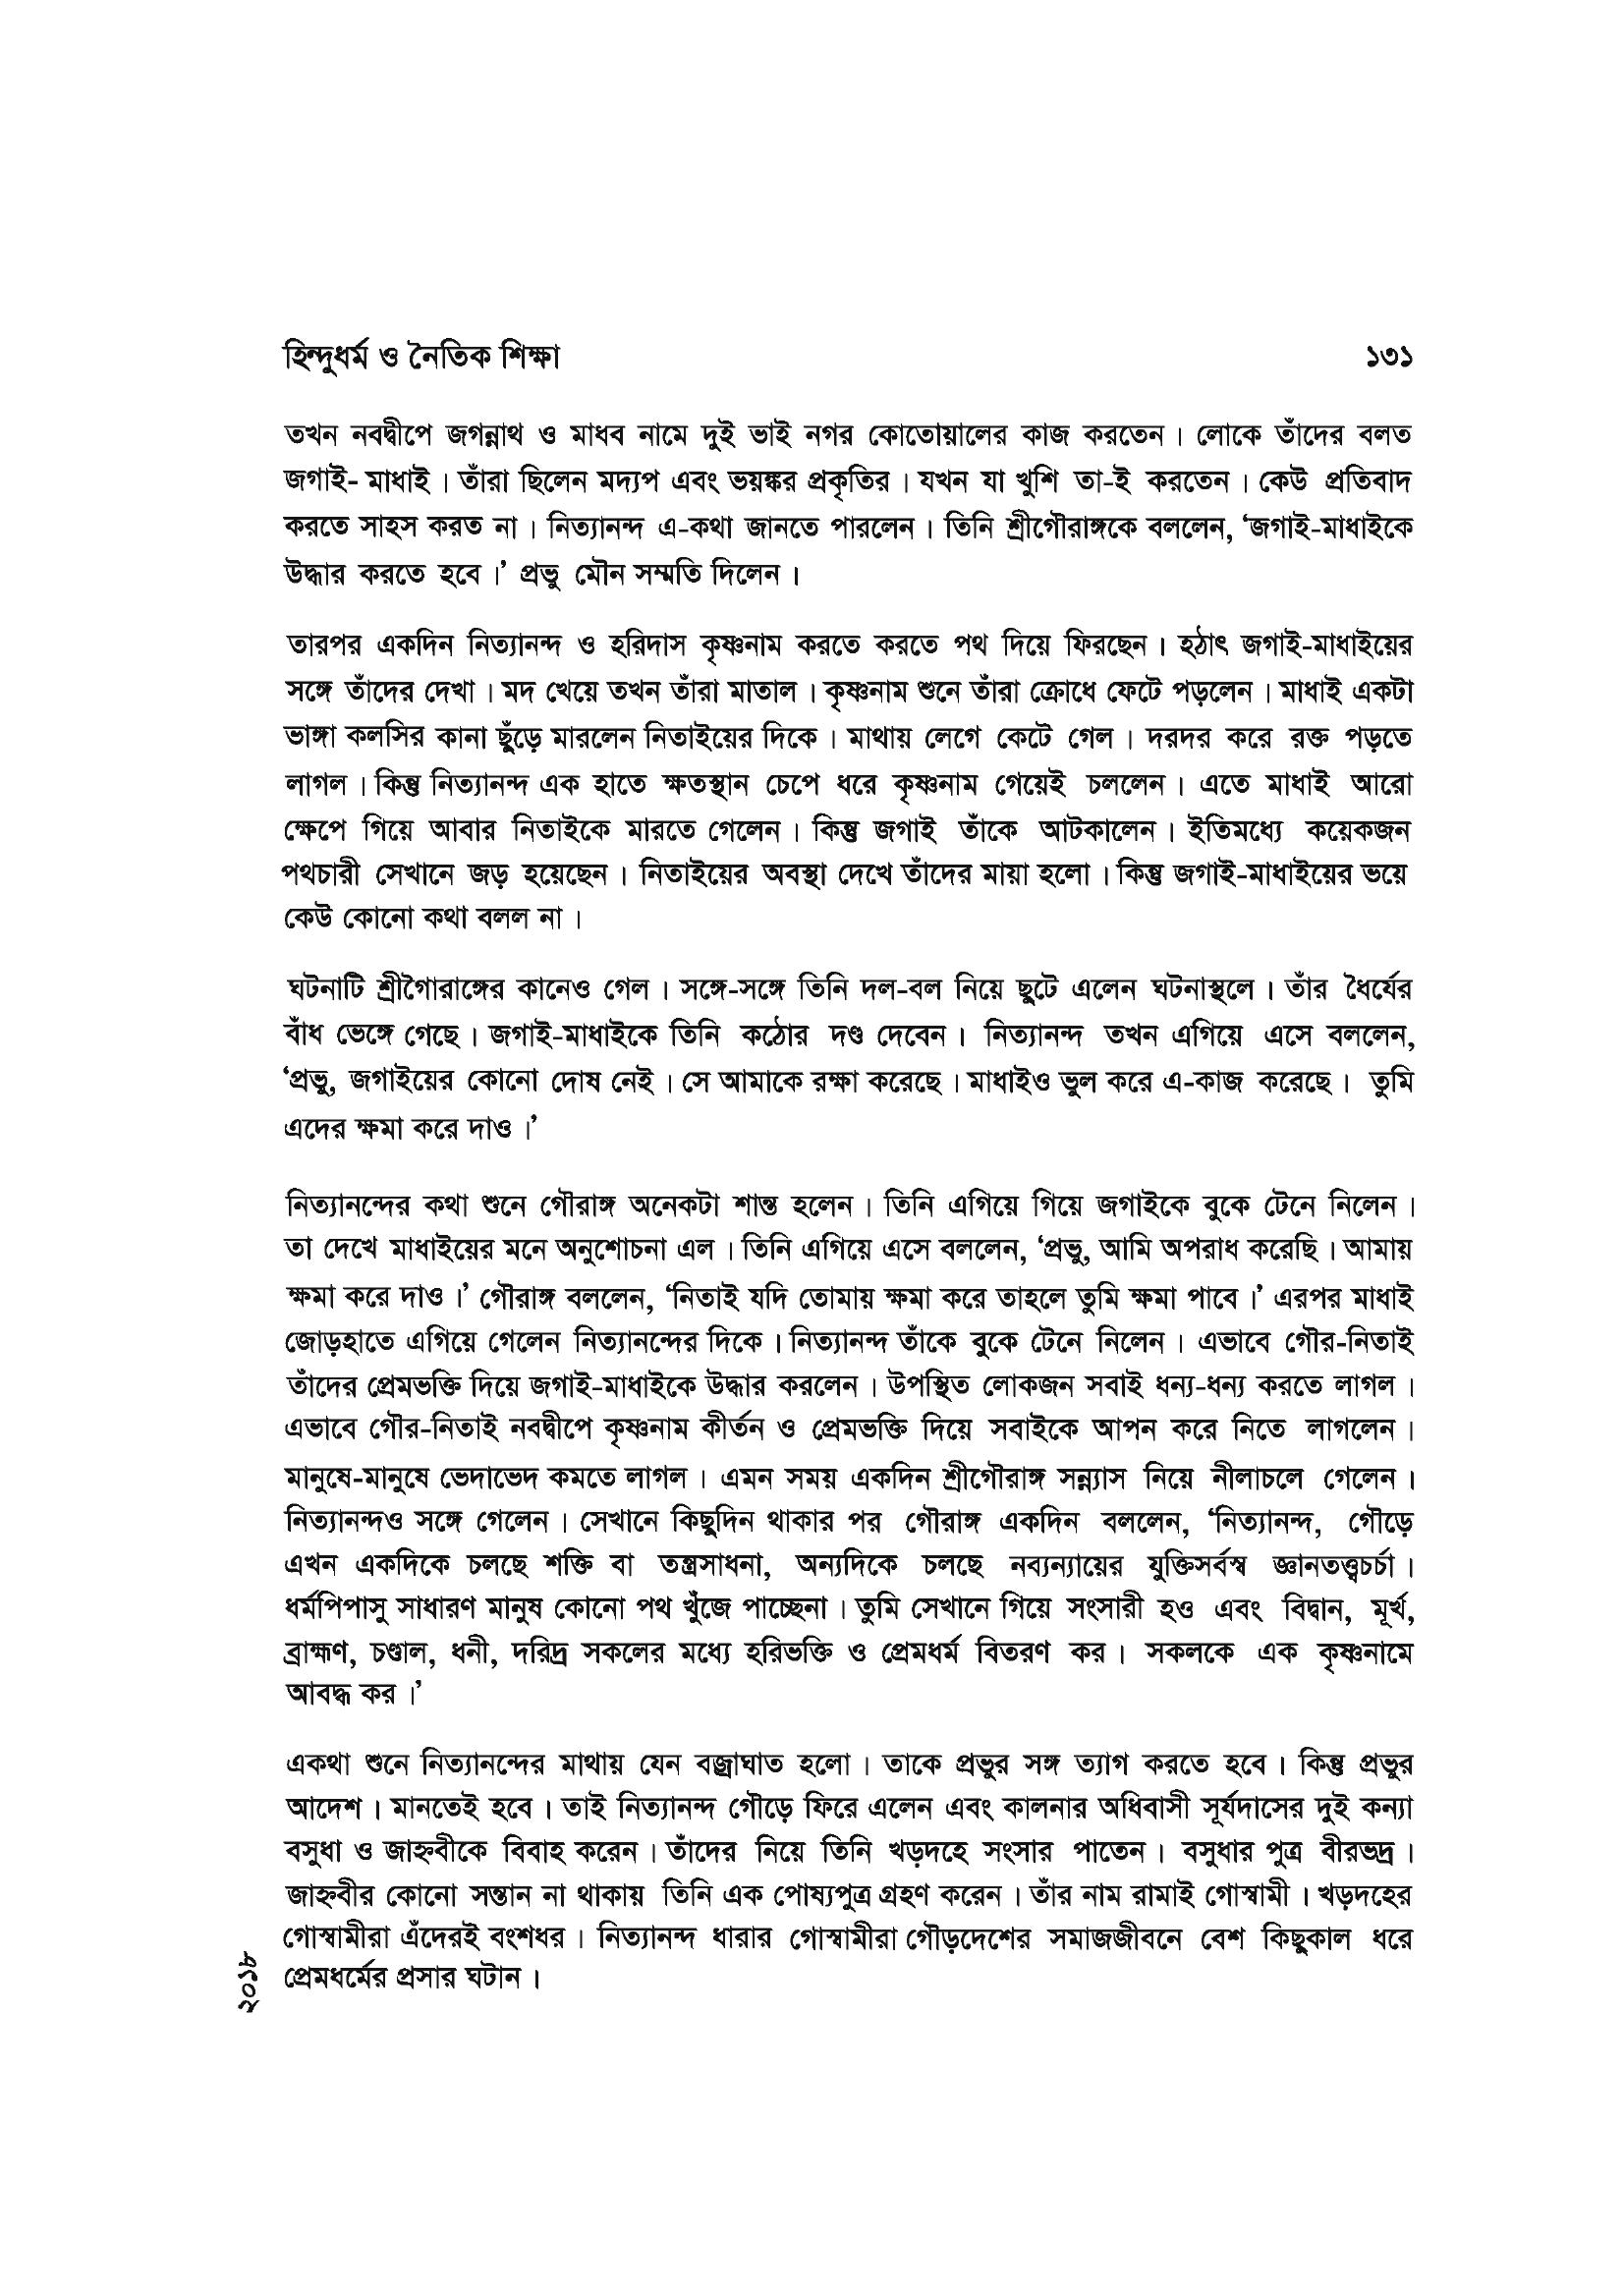 হিন্দুধর্ম ও নৈতিক শিক্ষা ১৩১
তখন নবদ্বীপে জগন্নাথ ও মাধব নামে দুই ভাই নগর কোতোয়ালের কাজ করতেন। লোকে তাঁদের বলত
জগাই- মাধাই। তাঁরা ছিলেন মদ্যপ এবং ভয়ঙ্কর প্রকৃতির। যখন যা খুশি তা-ই করতেন। কেউ প্রতিবাদ
করতে সাহস করত না। নিত্যানন্দ এ-কথা জানতে পারলেন। তিনি শ্রীগৌরাঙ্গকে বললেন, ‘জগাই-মাধাইকে
উদ্ধার করতে হবে।’ প্রভু মৌন সম্মতি দিলেন।
তারপর একদিন নিত্যানন্দ ও হরিদাস কৃষ্ণনাম করতে করতে পথ দিয়ে ফিরছেন। হঠাৎ জগাই-মাধাইয়ের
সঙ্গে তাঁদের দেখা। মদ খেয়ে তখন তাঁরা মাতাল। কৃষ্ণনাম শুনে তাঁরা ক্রোধে ফেটে পড়লেন। মাধাই একটা
ভাঙ্গা কলসির কানা ছুঁড়ে মারলেন নিতাইয়ের দিকে। মাথায় লেগে কেটে গেল। দরদর করে রক্ত পড়তে
লাগল। কিন্তু নিত্যানন্দ এক হাতে ক্ষতস্থান চেপে ধরে কৃষ্ণনাম গেয়েই চললেন। এতে মাধাই আরো
ক্ষেপে গিয়ে আবার নিতাইকে মারতে গেলেন। কিন্তু জগাই তাঁকে আটকালেন। ইতিমধ্যে কয়েকজন
পথচারী সেখানে জড় হয়েছেন। নিতাইয়ের অবস্থা দেখে তাঁদের মায়া হলো। কিন্তু জগাই-মাধাইয়ের ভয়ে
কেউ কোনো কথা বলল না।
ঘটনাটি শ্রীগৈারাঙ্গের কানেও গেল। সঙ্গে-সঙ্গে তিনি দল-বল নিয়ে ছুটে এলেন ঘটনাস্থলে। তাঁর ধৈর্যের
বাঁধ ভেঙ্গে গেছে। জগাই-মাধাইকে তিনি কঠোর দণ্ড দেবেন। নিত্যানন্দ তখন এগিয়ে এসে বললেন,
‘প্রভু, জগাইয়ের কোনো দোষ নেই। সে আমাকে রক্ষা করেছে। মাধাইও ভুল করে এ-কাজ করেছে। তুমি
এদের ক্ষমা করে দাও।’
নিত্যানন্দের কথা শুনে গৌরাঙ্গ অনেকটা শান্ত হলেন। তিনি এগিয়ে গিয়ে জগাইকে বুকে টেনে নিলেন।
তা দেখে মাধাইয়ের মনে অনুশোচনা এল। তিনি এগিয়ে এসে বললেন, ‘প্রভু, আমি অপরাধ করেছি। আমায়
ক্ষমা করে দাও।’ গৌরাঙ্গ বললেন, ‘নিতাই যদি তোমায় ক্ষমা করে তাহলে তুমি ক্ষমা পাবে।’ এরপর মাধাই
জোড়হাতে এগিয়ে গেলেন নিত্যানন্দের দিকে। নিত্যানন্দ তাঁকে বুকে টেনে নিলেন। এভাবে গৌর-নিতাই
তাঁদের প্রেমভক্তি দিয়ে জগাই-মাধাইকে উদ্ধার করলেন। উপস্থিত লোকজন সবাই ধন্য-ধন্য করতে লাগল।
এভাবে গৌর-নিতাই নবদ্বীপে কৃষ্ণনাম কীর্তন ও প্রেমভক্তি দিয়ে সবাইকে আপন করে নিতে লাগলেন।
মানুষে-মানুষে ভেদাভেদ কমতে লাগল। এমন সময় একদিন শ্রীগৌরাঙ্গ সন্ন্যাস নিয়ে নীলাচলে গেলেন।
নিত্যানন্দও সঙ্গে গেলেন। সেখানে কিছুদিন থাকার পর গৌরাঙ্গ একদিন বললেন, ‘নিত্যানন্দ, গৌড়ে
এখন একদিকে চলছে শক্তি বা তন্ত্রসাধনা, অন্যদিকে চলছে নব্যন্যায়ের যুক্তিসর্বস্ব জ্ঞানতত্ত্বচর্চা।
ধর্মপিপাসু সাধারণ মানুষ কোনো পথ খুঁজে পাচ্ছেনা। তুমি সেখানে গিয়ে সংসারী হও এবং বিদ্বান, মূর্খ,
ব্রাহ্মণ, চণ্ডাল, ধনী, দরিদ্র সকলের মধ্যে হরিভক্তি ও প্রেমধর্ম বিতরণ কর। সকলকে এক কৃষ্ণনামে
আবদ্ধ কর।’
একথা শুনে নিত্যানন্দের মাথায় যেন বজ্রাঘাত হলো। তাকে প্রভুর সঙ্গ ত্যাগ করতে হবে। কিন্তু প্রভুর
আদেশ। মানতেই হবে। তাই নিত্যানন্দ গৌড়ে ফিরে এলেন এবং কালনার অধিবাসী সূর্যদাসের দুই কন্যা
বসুধা ও জাহ্নবীকে বিবাহ করেন। তাঁদের নিয়ে তিনি খড়দহে সংসার পাতেন। বসুধার পুত্র বীরভদ্র।
জাহ্নবীর কোনো সন্তান না থাকায় তিনি এক পোষ্যপুত্র গ্রহণ করেন। তাঁর নাম রামাই গোস্বামী। খড়দহের
গোস্বামীরা এঁদেরই বংশধর। নিত্যানন্দ ধারার গোস্বামীরা গৌড়দেশের সমাজজীবনে বেশ কিছুকাল ধরে
প্রেমধর্মের প্রসার ঘটান।
২০১৮